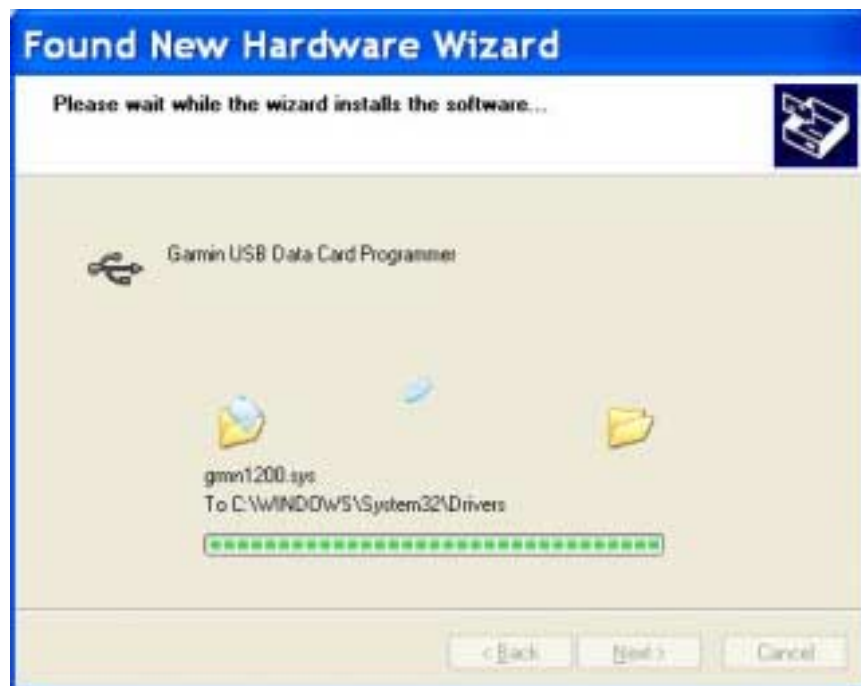 Found New Hardware Wizard
Please wait while the wizard installs the software...
Garmin USB Data Card Programmer
gmn1200.sys
To C:\WINDOWS\System32\Drivers
< Back Next > Cancel